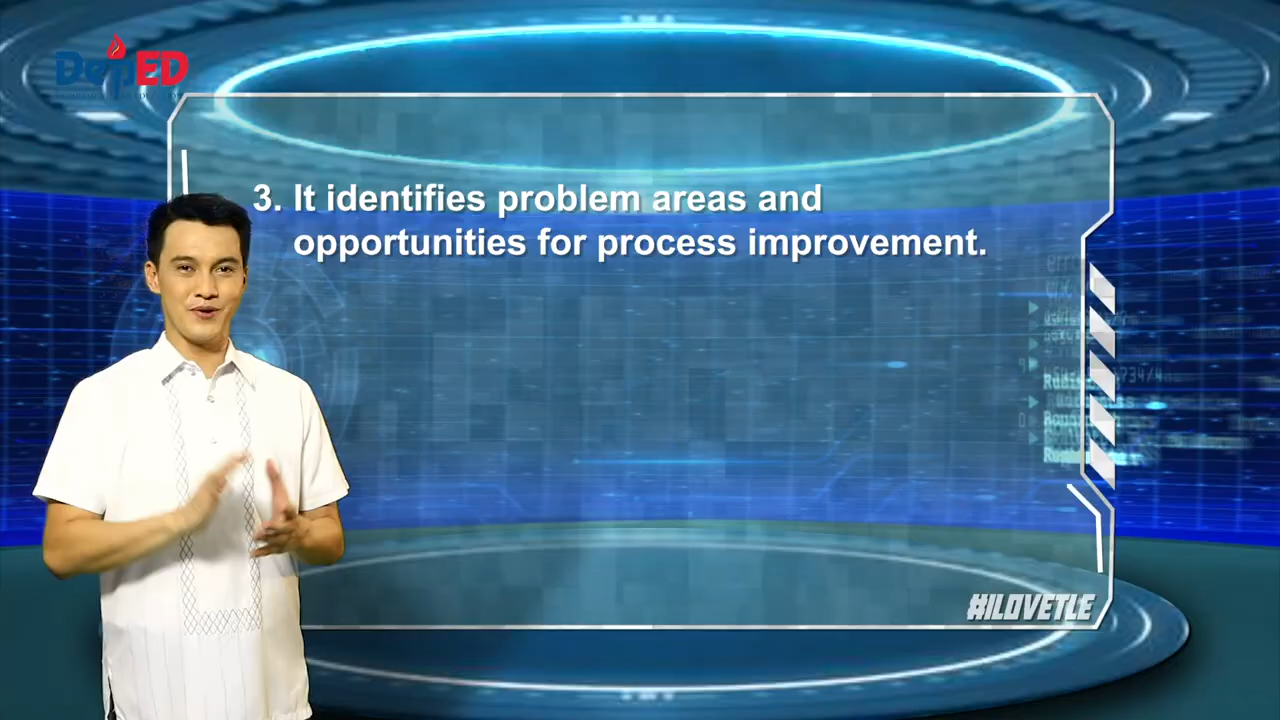 DepED
3. It identifies problem areas and
opportunities for process improvement.
#ILOVETLE